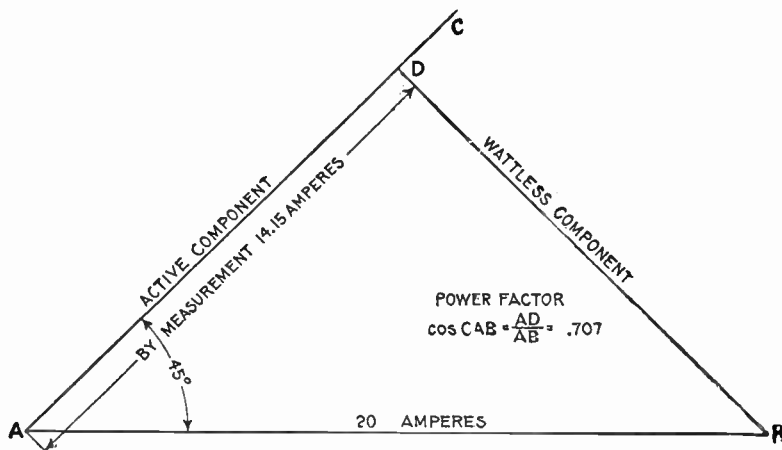 C
D
ACTIVE COMPONENT
BY MEASUREMENT 14.15 AMPERES
WATTLESS COMPONENT
POWER FACTOR
cos CAB = AD/AB = .707
45°
A
20 AMPERES
B